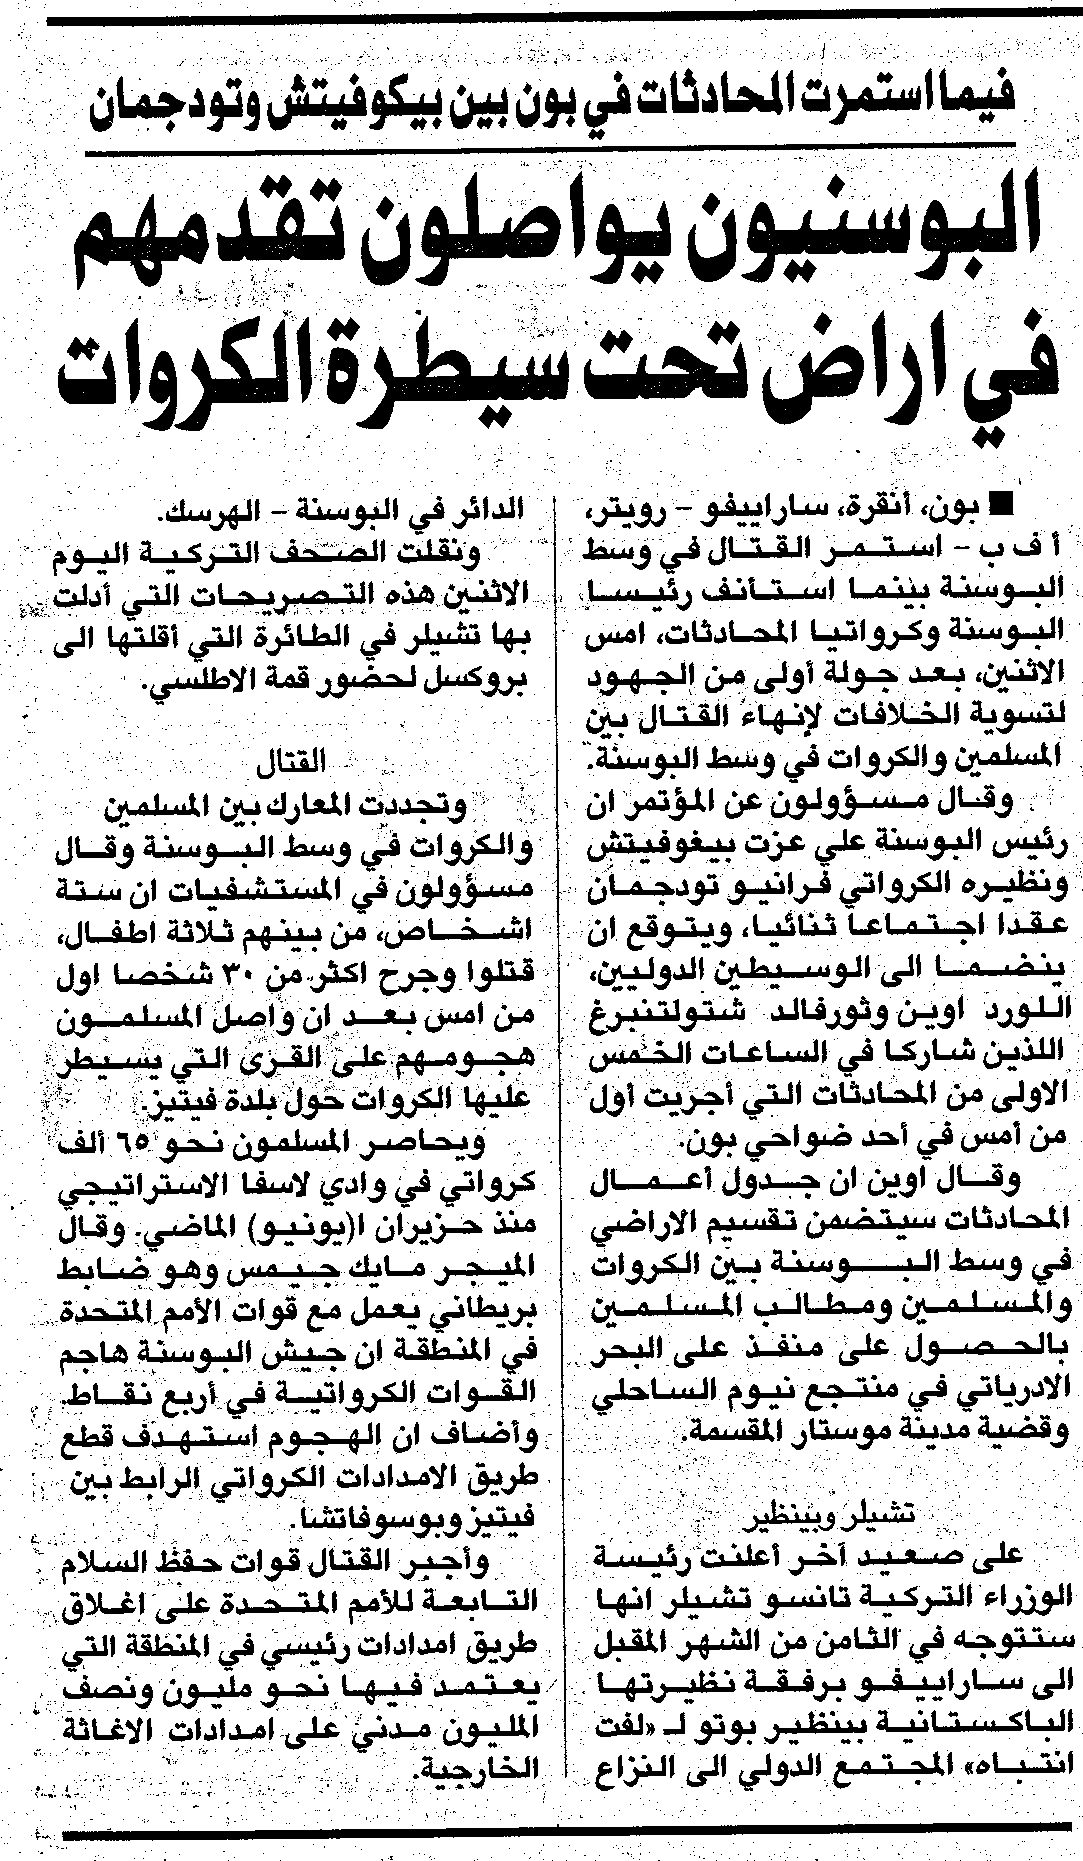 فيما استمرت المحادثات في بون بين بيكوفيتش وتودجمان
البوسنيون يواصلون تقدمهم
في اراض تحت سيطرة الكروات
■ بون، أنقرة، ساراييفو – رويتر،
أ ف ب – استمر القتال في وسط
البوسنة بينما استأنف رئيسا
البوسنة وكرواتيا المحادثات، امس
الاثنين، بعد جولة أولى من الجهود
لتسوية الخلافات لإنهاء القتال بين
المسلمين والكروات في وسط البوسنة.
وقال مسؤولون عن المؤتمر ان
رئيس البوسنة علي عزت بيغوفيتش
ونظيره الكرواتي فرانيو تودجمان
عقدا اجتماعا ثنائيا، ويتوقع ان
ينضما الى الوسيطين الدوليين،
اللورد اوين وثورفالد شتولتنبرغ
اللذين شاركا في الساعات الخمس
الاولى من المحادثات التي أجريت أول
من أمس في أحد ضواحي بون.
وقال اوين ان جدول أعمال
المحادثات سيتضمن تقسيم الاراضي
في وسط البوسنة بين الكروات
والمسلمين ومطالب المسلمين
بالحصول على منفذ على البحر
الادرياتي في منتجع نيوم الساحلي
وقضية مدينة موستار المقسمة.
تشيلر وبينظير
على صعيد آخر أعلنت رئيسة
الوزراء التركية تانسو تشيلر انها
ستتوجه في الثامن من الشهر المقبل
الى ساراييفو برفقة نظيرتها
الباكستانية بينظير بوتو لـ «لفت
انتباه» المجتمع الدولي الى النزاع
الدائر في البوسنة – الهرسك.
ونقلت الصحف التركية اليوم
الاثنين هذه التصريحات التي أدلت
بها تشيلر في الطائرة التي أقلتها الى
بروكسل لحضور قمة الاطلسي.
القتال
وتجددت المعارك بين المسلمين
والكروات في وسط البوسنة وقال
مسؤولون في المستشفيات ان ستة
اشخاص، من بينهم ثلاثة اطفال،
قتلوا وجرح اكثر من ٣٠ شخصا اول
من امس بعد ان واصل المسلمون
هجومهم على القرى التي يسيطر
عليها الكروات حول بلدة فيتيز.
ويحاصر المسلمون نحو ٦٥ ألف
كرواتي في وادي لاسفا الاستراتيجي
منذ حزيران ا(يونيو) الماضي. وقال
الميجر مايك جيمس وهو ضابط
بريطاني يعمل مع قوات الأمم المتحدة
في المنطقة ان جيش البوسنة هاجم
القوات الكرواتية في أربع نقاط.
وأضاف ان الهجوم استهدف قطع
طريق الامدادات الكرواتي الرابط بين
فيتيز وبوسوفاتشا.
وأجبر القتال قوات حفظ السلام
التابعة للأمم المتحدة على اغلاق
طريق امدادات رئيسي في المنطقة التي
يعتمد فيها نحو مليون ونصف
المليون مدني على امدادات الاغاثة
الخارجية.